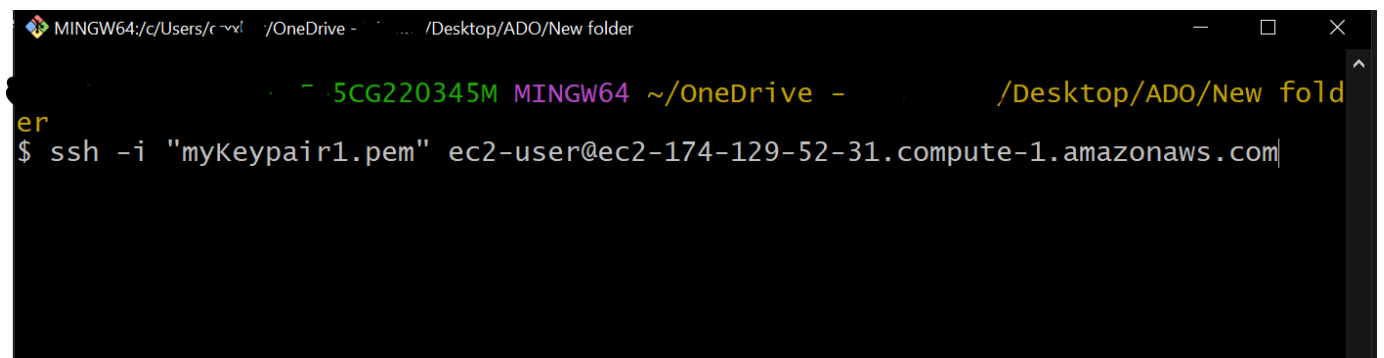 MINGW64:/c/Users/ /OneDrive - /Desktop/ADO/New folder
5CG220345M MINGW64 ~/OneDrive - /Desktop/ADO/New fold
er
$ ssh -i "myKeypair1.pem" ec2-user@ec2-174-129-52-31.compute-1.amazonaws.com